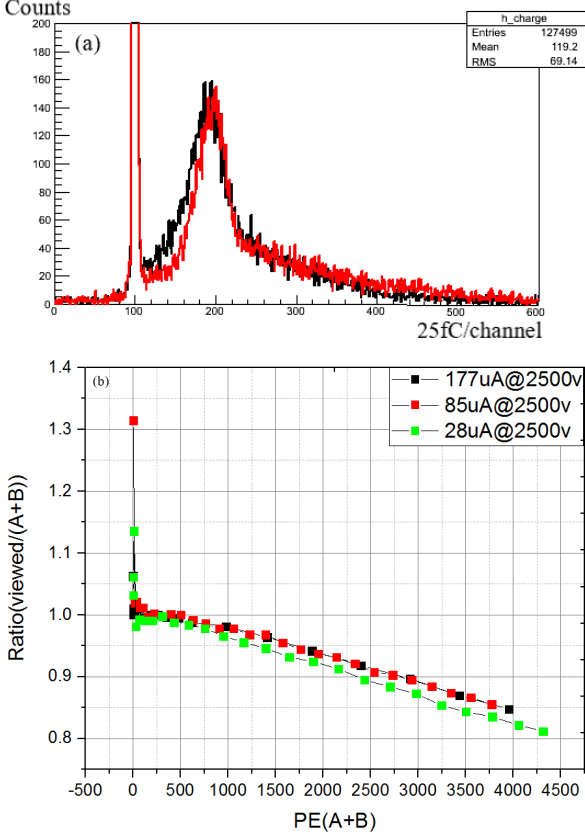 Counts
(a)
h_charge
Entries 127499
Mean 119.2
RMS 69.14
200
180
160
140
120
100
80
60
40
20
0
0 100 200 300 400 500 600
25fC/channel
(b)
177uA@2500v
85uA@2500v
28uA@2500v
1.4
1.3
1.2
1.1
1.0
0.9
0.8
Ratio(viewed/(A+B))
-500 0 500 1000 1500 2000 2500 3000 3500 4000 4500
PE(A+B)